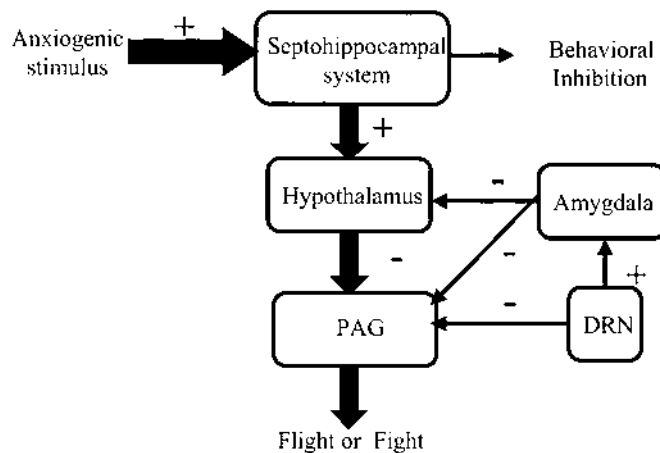 Anxiogenic
stimulus
+
Septohippocampal
system
Behavioral
Inhibition
+
Hypothalamus
-
Amygdala
-
-
+
PAG
-
DRN
Flight or Fight